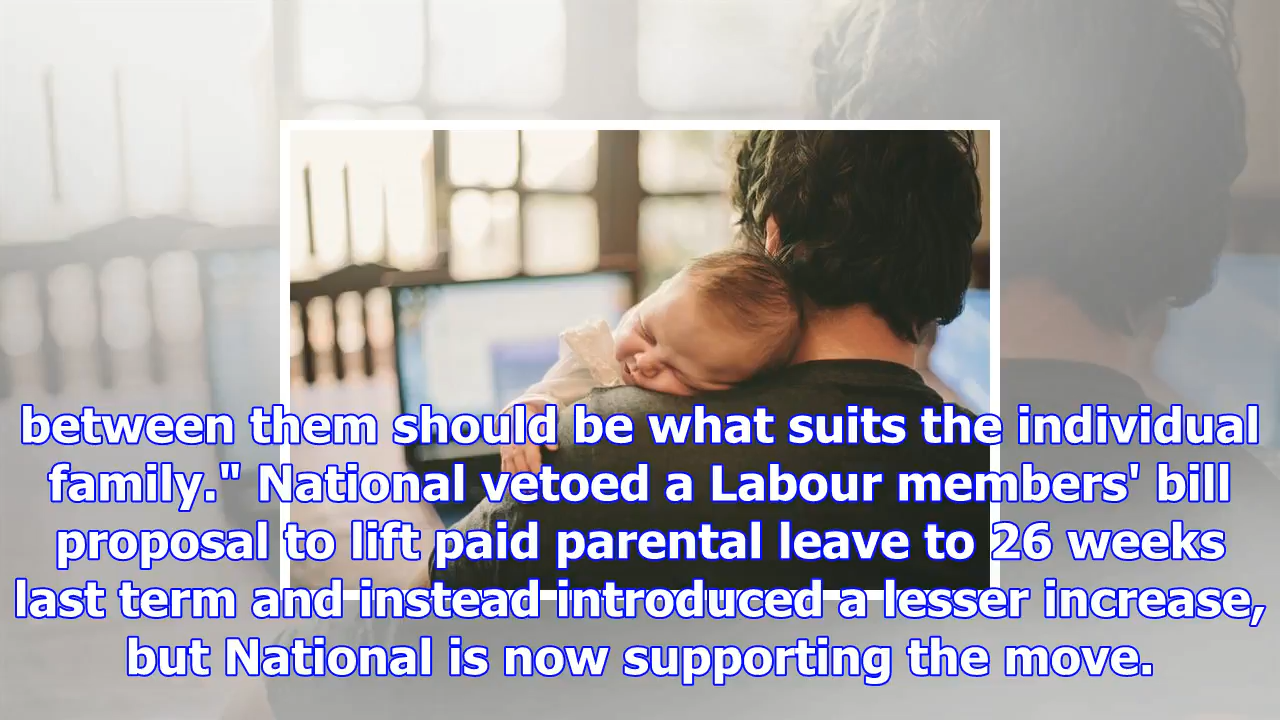 between them should be what suits the individual
family." National vetoed a Labour members' bill
proposal to lift paid parental leave to 26 weeks
last term and instead introduced a lesser increase,
but National is now supporting the move.